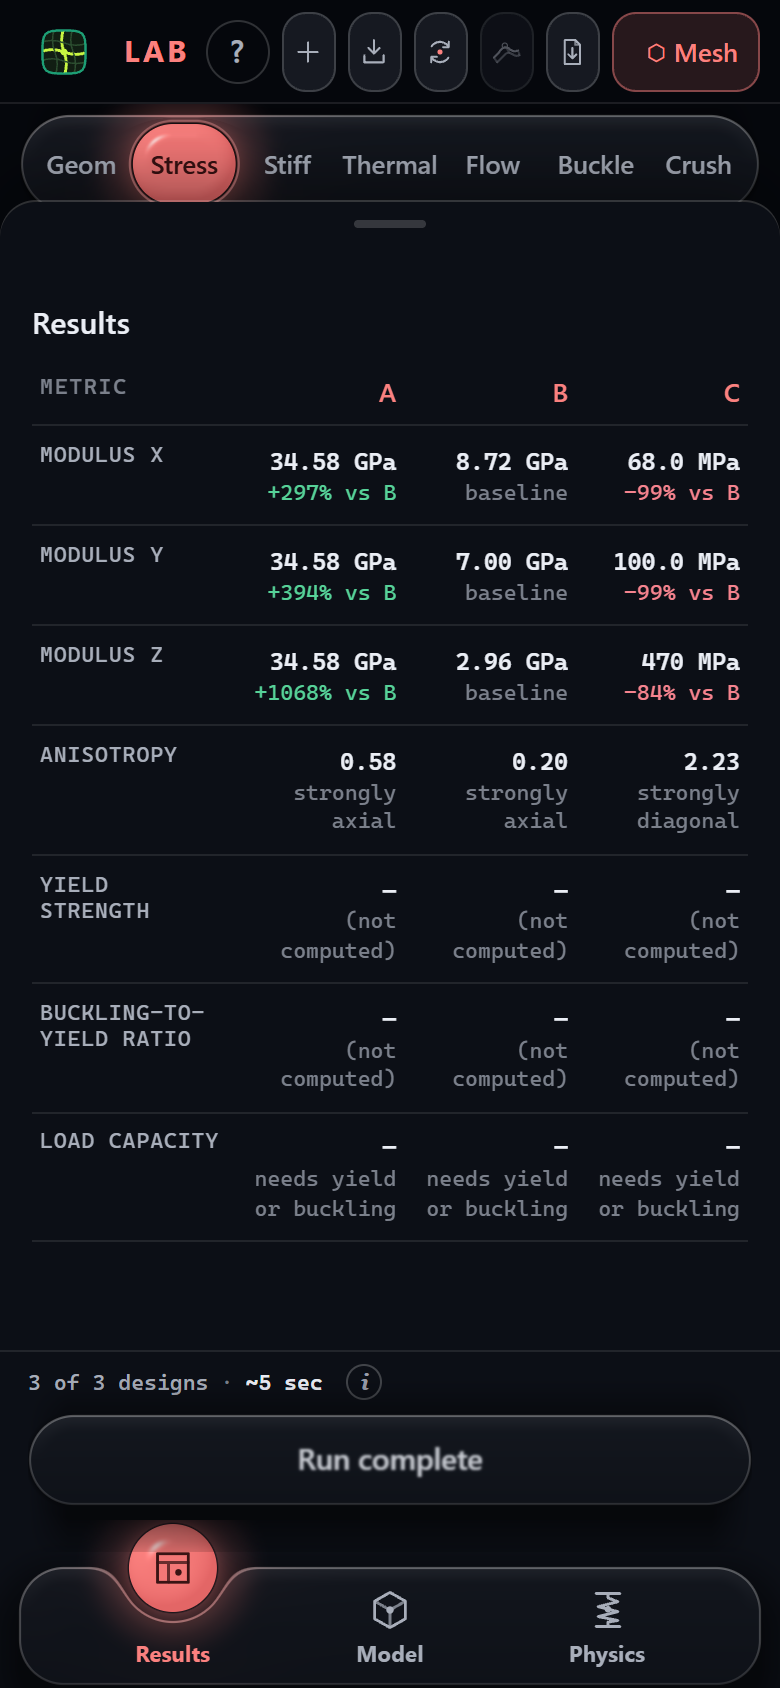 LAB ? Mesh
Geom Stress Stiff Thermal Flow Buckle Crush
Results
METRIC A B C
MODULUS X 34.58 GPa 8.72 GPa 68.0 MPa
+297% vs B baseline −99% vs B
MODULUS Y 34.58 GPa 7.00 GPa 100.0 MPa
+394% vs B baseline −99% vs B
MODULUS Z 34.58 GPa 2.96 GPa 470 MPa
+1068% vs B baseline −84% vs B
ANISOTROPY 0.58 0.20 2.23
strongly strongly strongly
axial axial diagonal
YIELD – – –
STRENGTH (not (not (not
computed) computed) computed)
BUCKLING-TO- – – –
YIELD RATIO (not (not (not
computed) computed) computed)
LOAD CAPACITY – – –
needs yield needs yield needs yield
or buckling or buckling or buckling
3 of 3 designs · ~5 sec i
Run complete
Results Model Physics